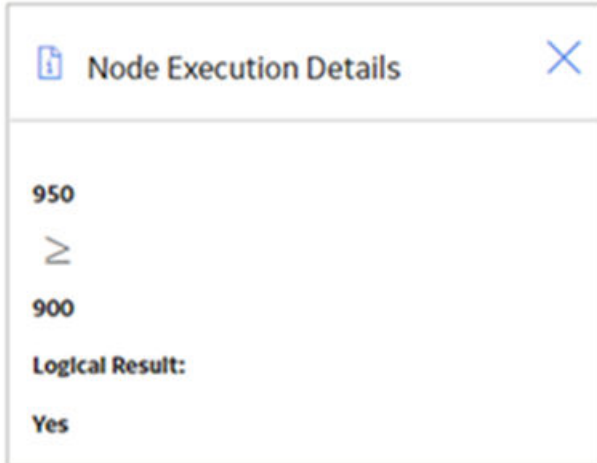 Node Execution Details
950
≥
900
Logical Result:
Yes